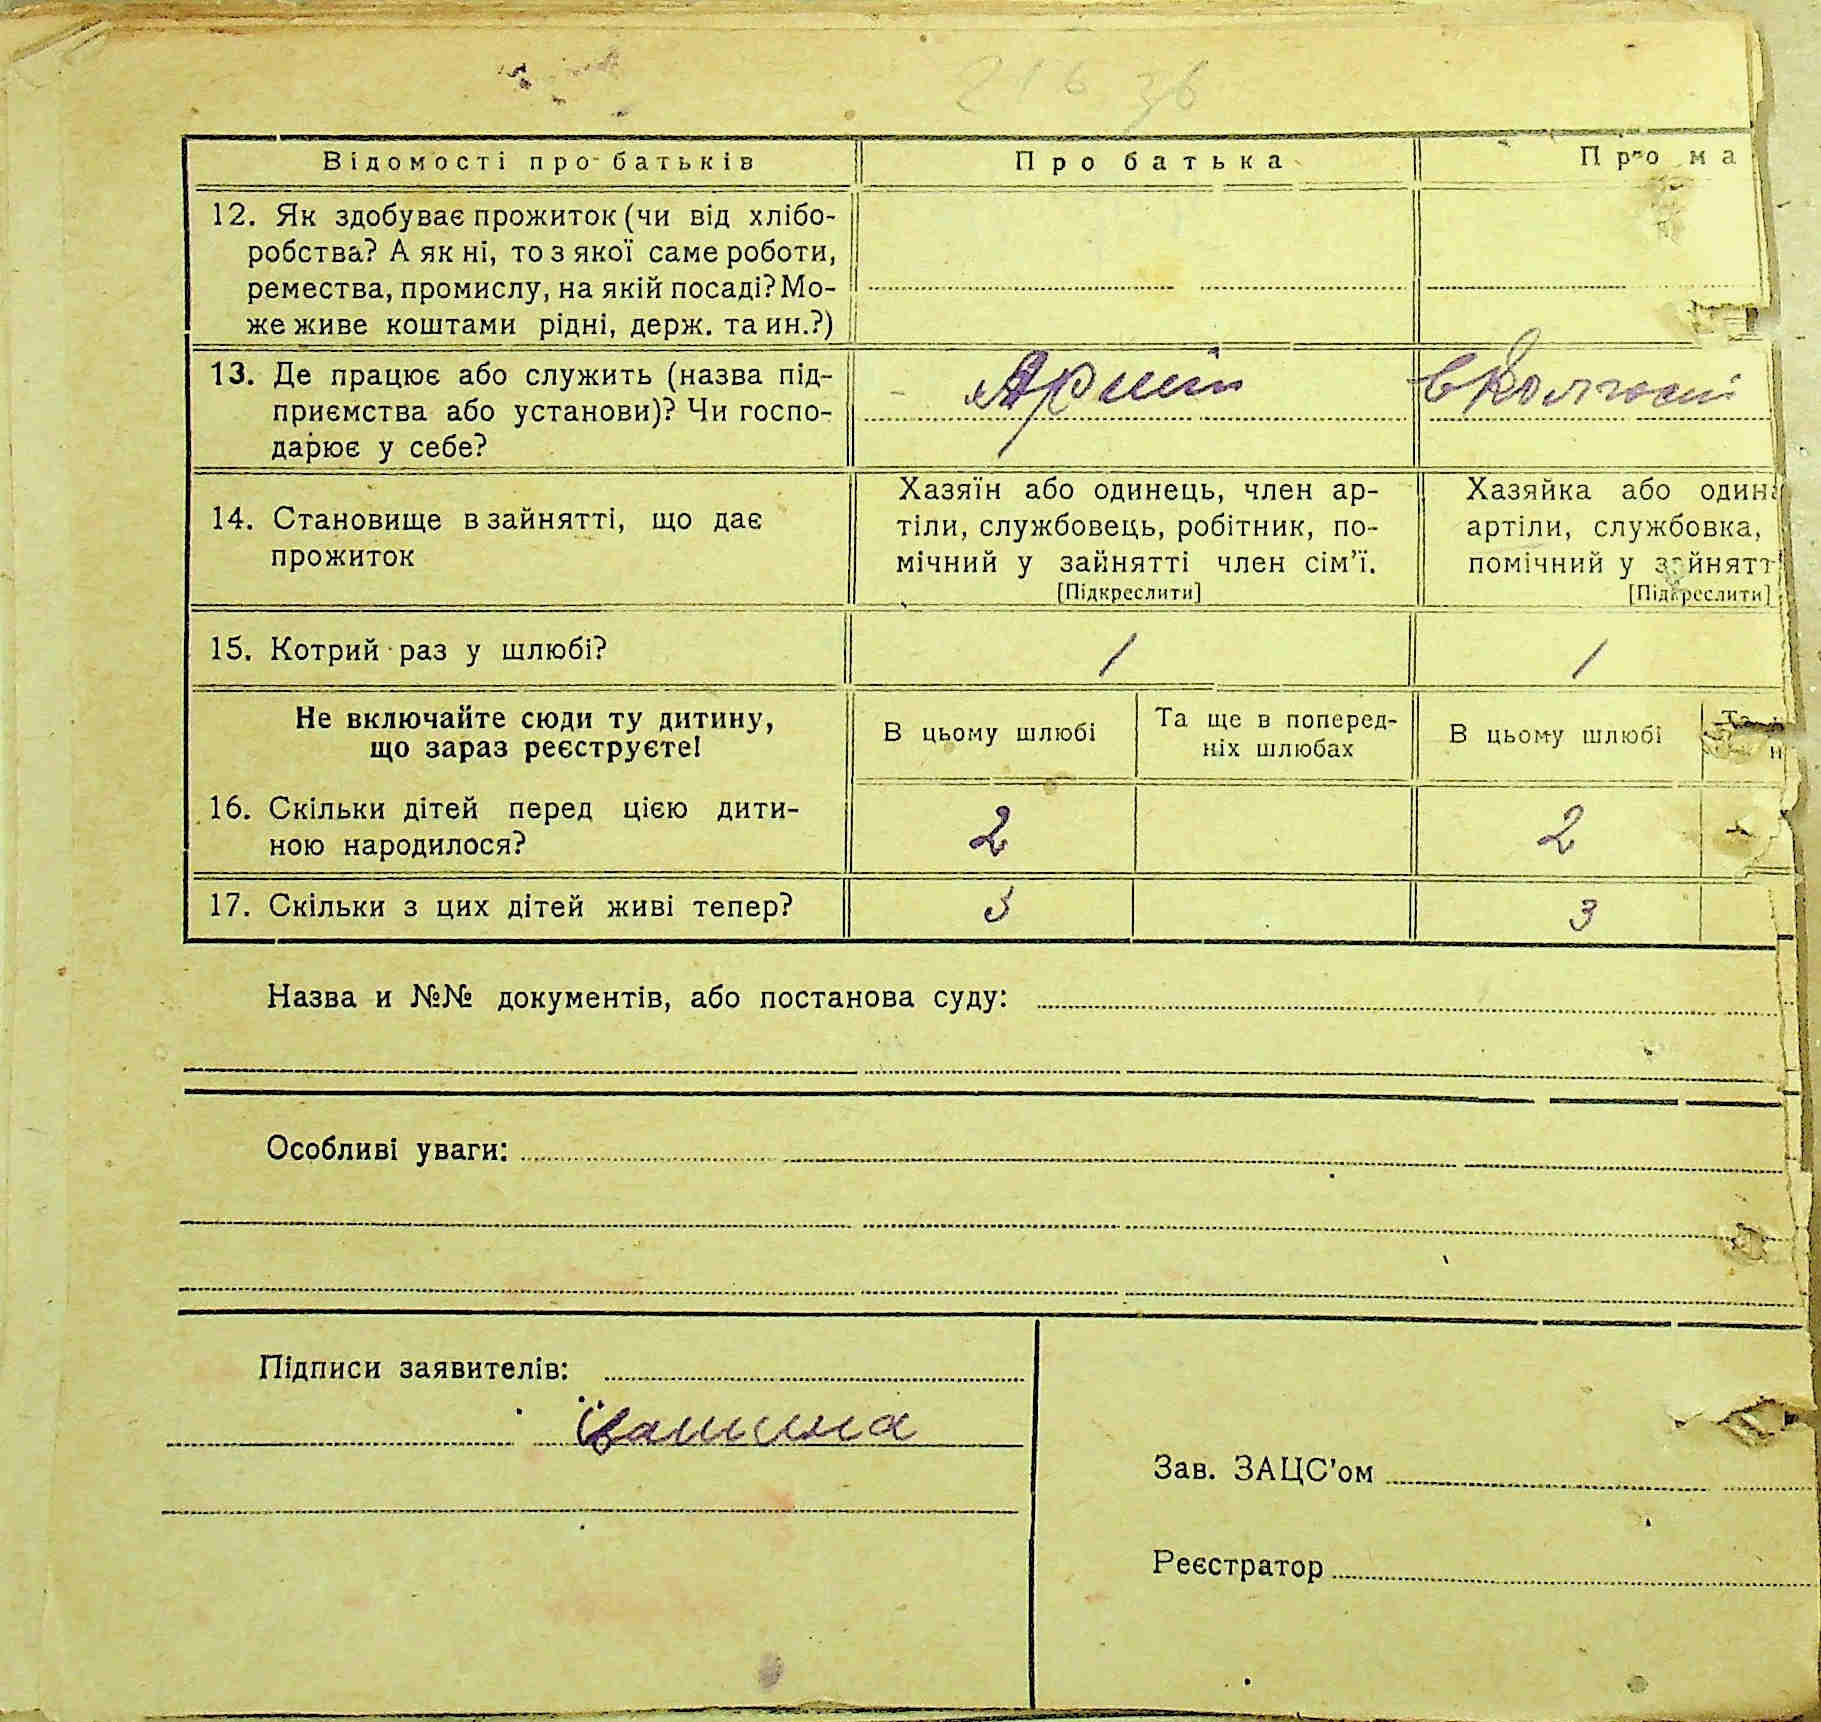 216 зв
Відомості про батьків
Про батька
Про ма
12. Як здобуває прожиток (чи від хлібо-
робства? А як ні, то з якої саме роботи,
ремества, промислу, на якій посаді? Мо-
же живе коштами рідні, держ. та ин.?)
13. Де працює або служить (назва під-
приємства або установи)? Чи госпо-
дарює у себе?
Армії
в колгосп
14. Становище в зайнятті, що дає
прожиток
Хазяїн або одинець, член ар-
тіли, службовець, робітник, по-
мічний у зайнятті член сім'ї.
[Підкреслити]
Хазяйка або один
артіли, службовка,
помічний у зайнятт
[Підкреслити]
15. Котрий раз у шлюбі?
1
1
Не включайте сюди ту дитину,
що зараз реєструєте!
В цьому шлюбі
Та ще в поперед-
ніх шлюбах
В цьому шлюбі
16. Скільки дітей перед цією дити-
ною народилося?
2
2
17. Скільки з цих дітей живі тепер?
3
3
Назва и №№ документів, або постанова суду:
Особливі уваги:
Підписи заявителів:
Івашина
Зав. ЗАЦС'ом
Реєстратор